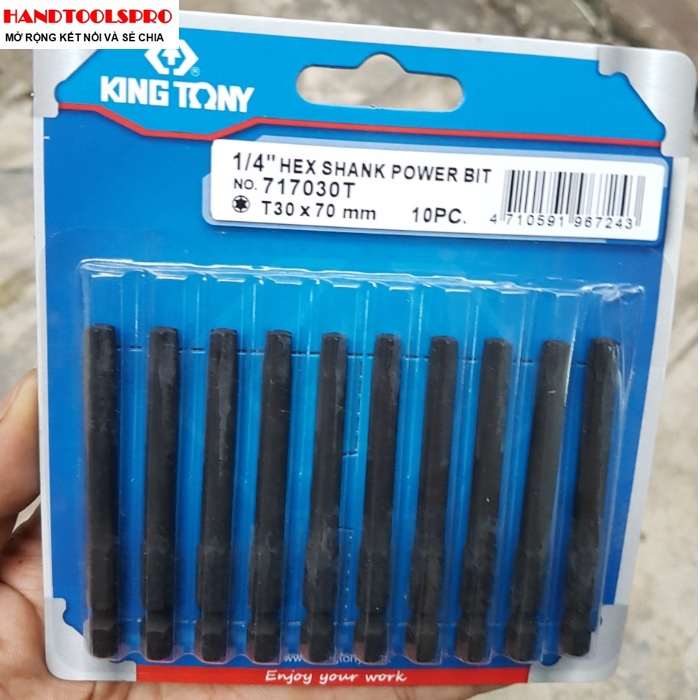 HANDTOOLSPRO
MỞ RỘNG KẾT NỐI VÀ SẺ CHIA
KING TONY
®
1/4" HEX SHANK POWER BIT
NO. 717030T
T30 x 70 mm 10PC.
4 710591 967243
Enjoy your work